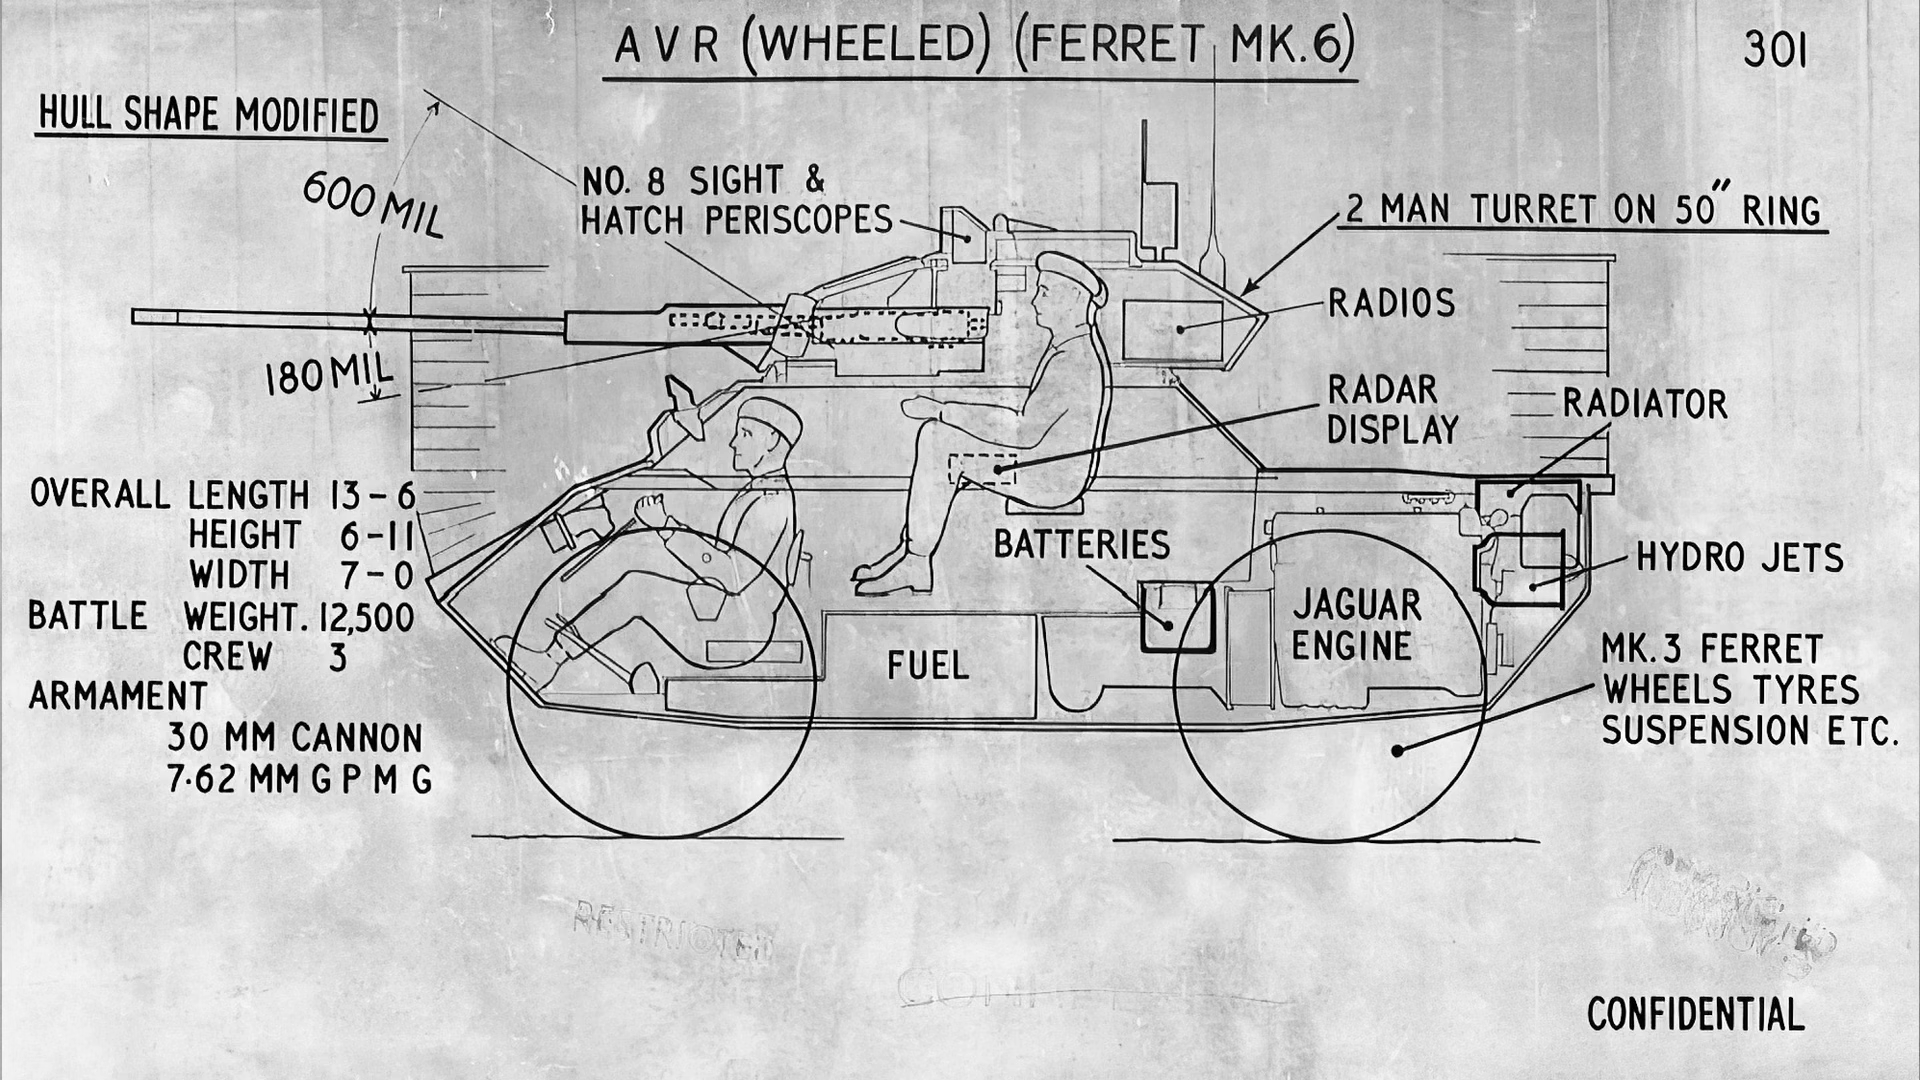 AVR (WHEELED) (FERRET MK.6)
301
HULL SHAPE MODIFIED
600 MIL
NO. 8 SIGHT &
HATCH PERISCOPES
2 MAN TURRET ON 50" RING
RADIOS
180 MIL
RADAR
DISPLAY
RADIATOR
OVERALL LENGTH 13-6
HEIGHT 6-11
WIDTH 7-0
BATTLE WEIGHT. 12,500
CREW 3
ARMAMENT
30 MM CANNON
7·62 MM G P M G
BATTERIES
HYDRO JETS
JAGUAR
ENGINE
FUEL
MK.3 FERRET
WHEELS TYRES
SUSPENSION ETC.
RESTRICTED
CONFIDENTIAL